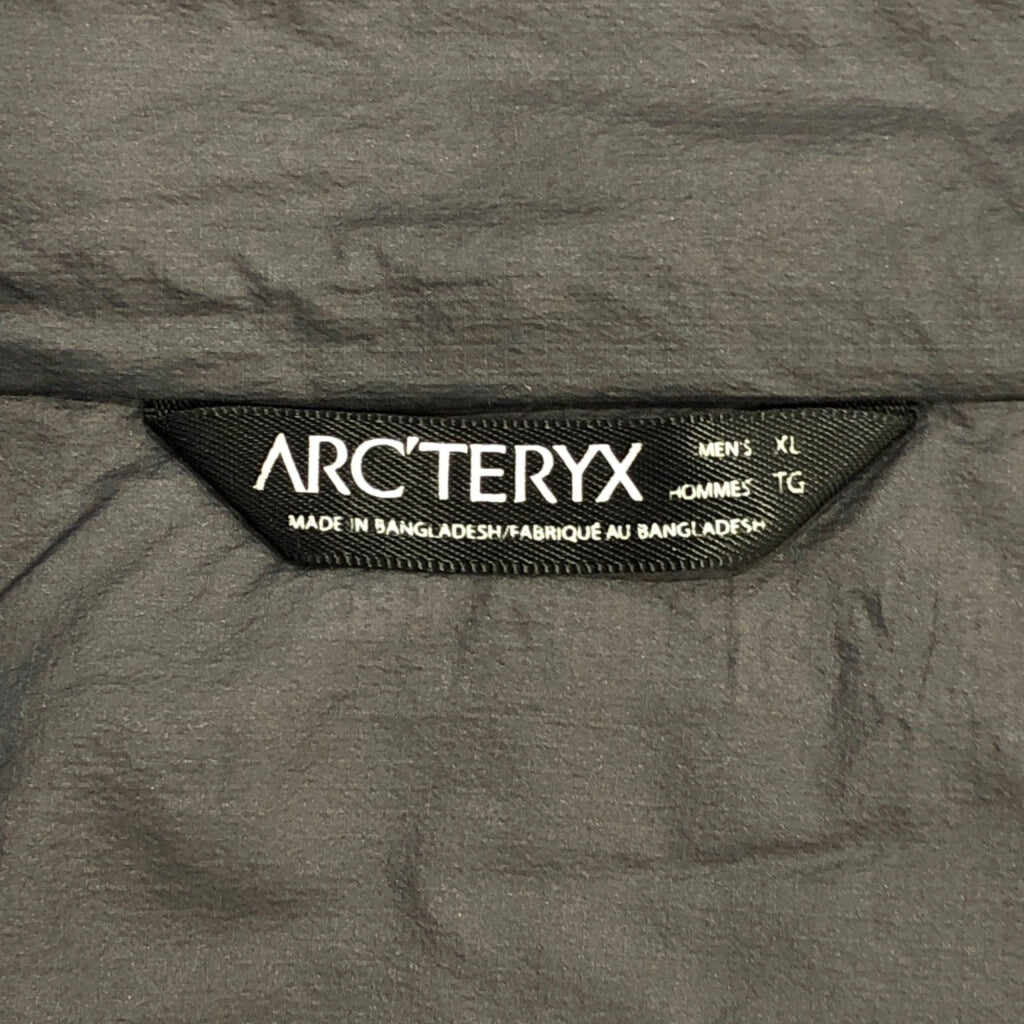 ARC'TERYX
MEN'S XL
HOMMES TG
MADE IN BANGLADESH/FABRIQUÉ AU BANGLADESH